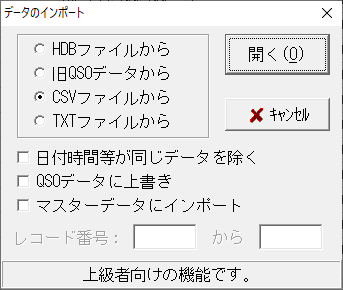 データのインポート
HDBファイルから
旧QSOデータから
CSVファイルから
TXTファイルから
開く(O)
ｷｬﾝｾﾙ
日付時間等が同じデータを除く
QSOデータに上書き
マスターデータにインポート
レコード番号： から
上級者向けの機能です。